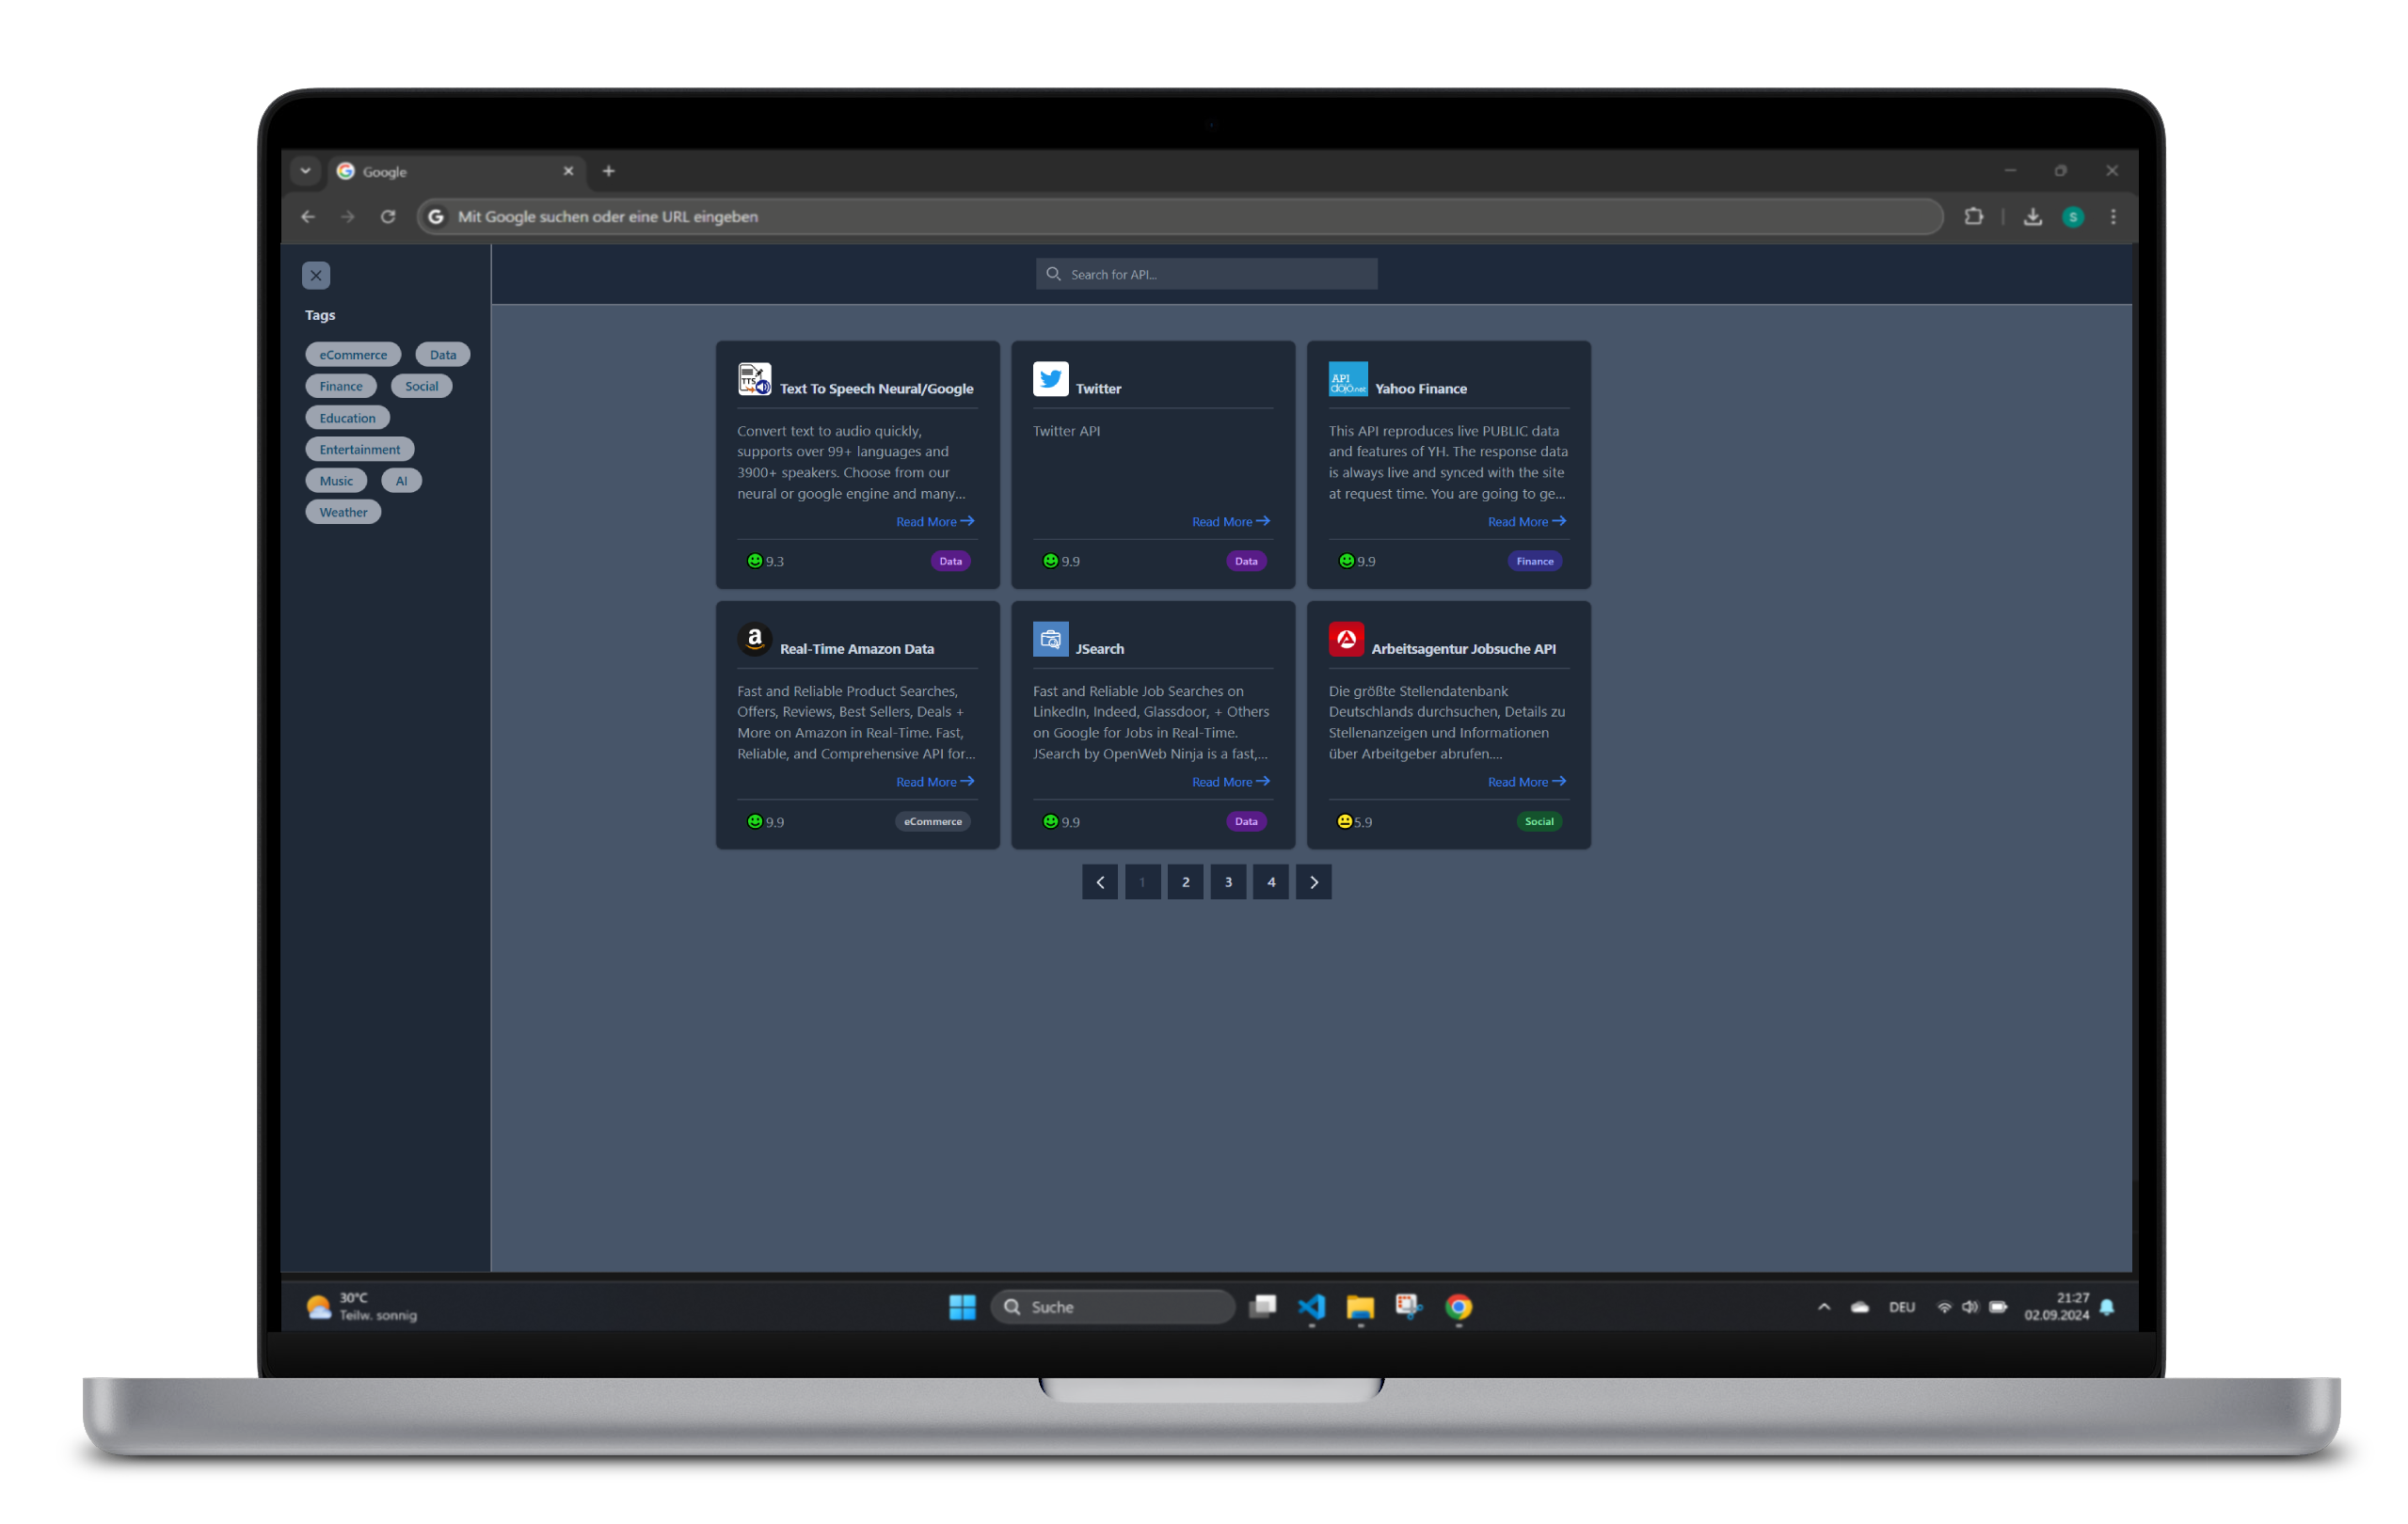 Google
Mit Google suchen oder eine URL eingeben
Search for API...
Tags
eCommerce Data
Finance Social
Education
Entertainment
Music AI
Weather
TTS
Text To Speech Neural/Google
Convert text to audio quickly,
supports over 99+ languages and
3900+ speakers. Choose from our
neural or google engine and many...
Read More
9.3 Data
Twitter
Twitter API
Read More
9.9 Data
API
dojo.net
Yahoo Finance
This API reproduces live PUBLIC data
and features of YH. The response data
is always live and synced with the site
at request time. You are going to ge...
Read More
9.9 Finance
a
Real-Time Amazon Data
Fast and Reliable Product Searches,
Offers, Reviews, Best Sellers, Deals +
More on Amazon in Real-Time. Fast,
Reliable, and Comprehensive API for...
Read More
9.9 eCommerce
JSearch
Fast and Reliable Job Searches on
LinkedIn, Indeed, Glassdoor, + Others
on Google for Jobs in Real-Time.
JSearch by OpenWeb Ninja is a fast,...
Read More
9.9 Data
Arbeitsagentur Jobsuche API
Die größte Stellendatenbank
Deutschlands durchsuchen, Details zu
Stellenanzeigen und Informationen
über Arbeitgeber abrufen....
Read More
5.9 Social
1 2 3 4
30°C
Teilw. sonnig
Suche
DEU
21:27
02.09.2024
S